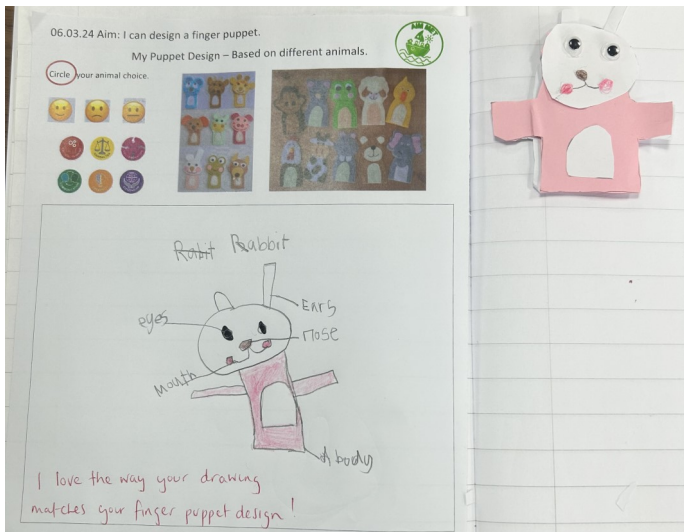 06.03.24 Aim: I can design a finger puppet.
My Puppet Design – Based on different animals.
Circle your animal choice.
Rabit Rabbit
Ears
eyes
nose
mouth
body
I love the way your drawing
matches your finger puppet design!